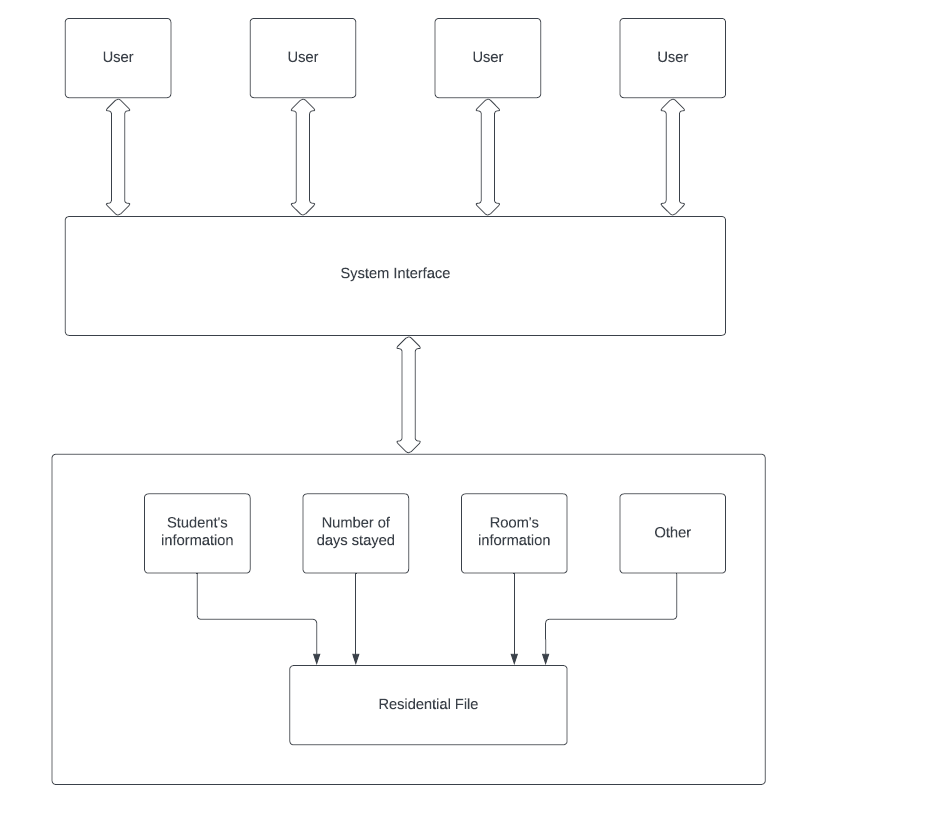 User
User
User
User
System Interface
Student's
information
Number of
days stayed
Room's
information
Other
Residential File